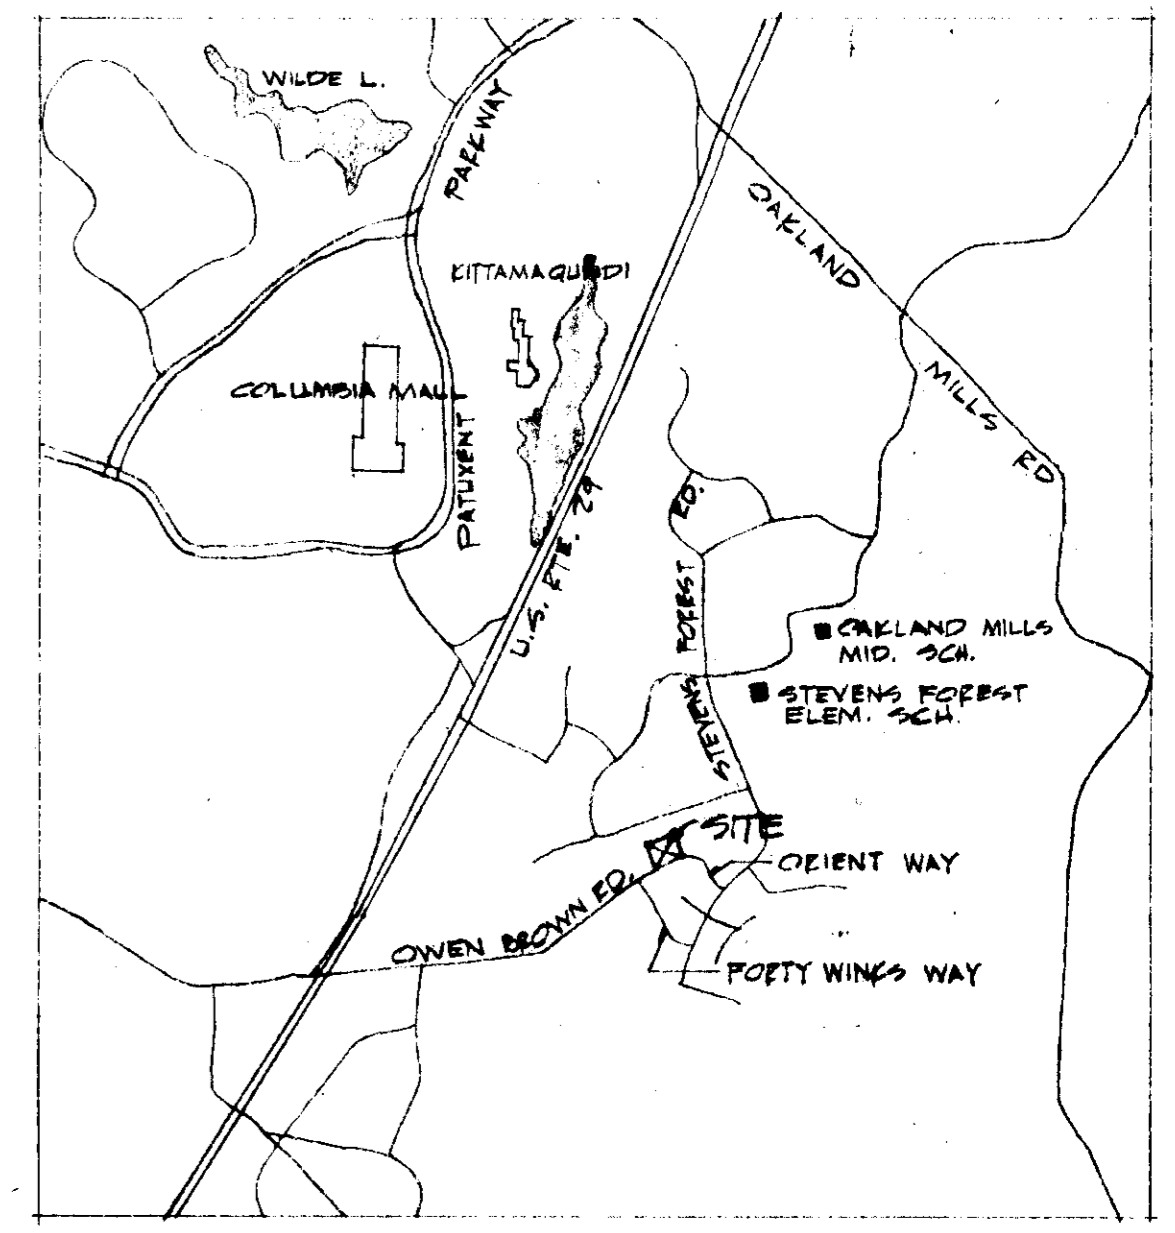 WILDE L.
PARKWAY
OAKLAND
KITTAMAQUNDI
MILLS
COLUMBIA MALL
RD
PATUXENT
U.S. RTE. 29
STEVENS FOREST RD.
OAKLAND MILLS
MID. SCH.
STEVENS FOREST
ELEM. SCH.
SITE
ORIENT WAY
OWEN BROWN RD.
FORTY WINKS WAY